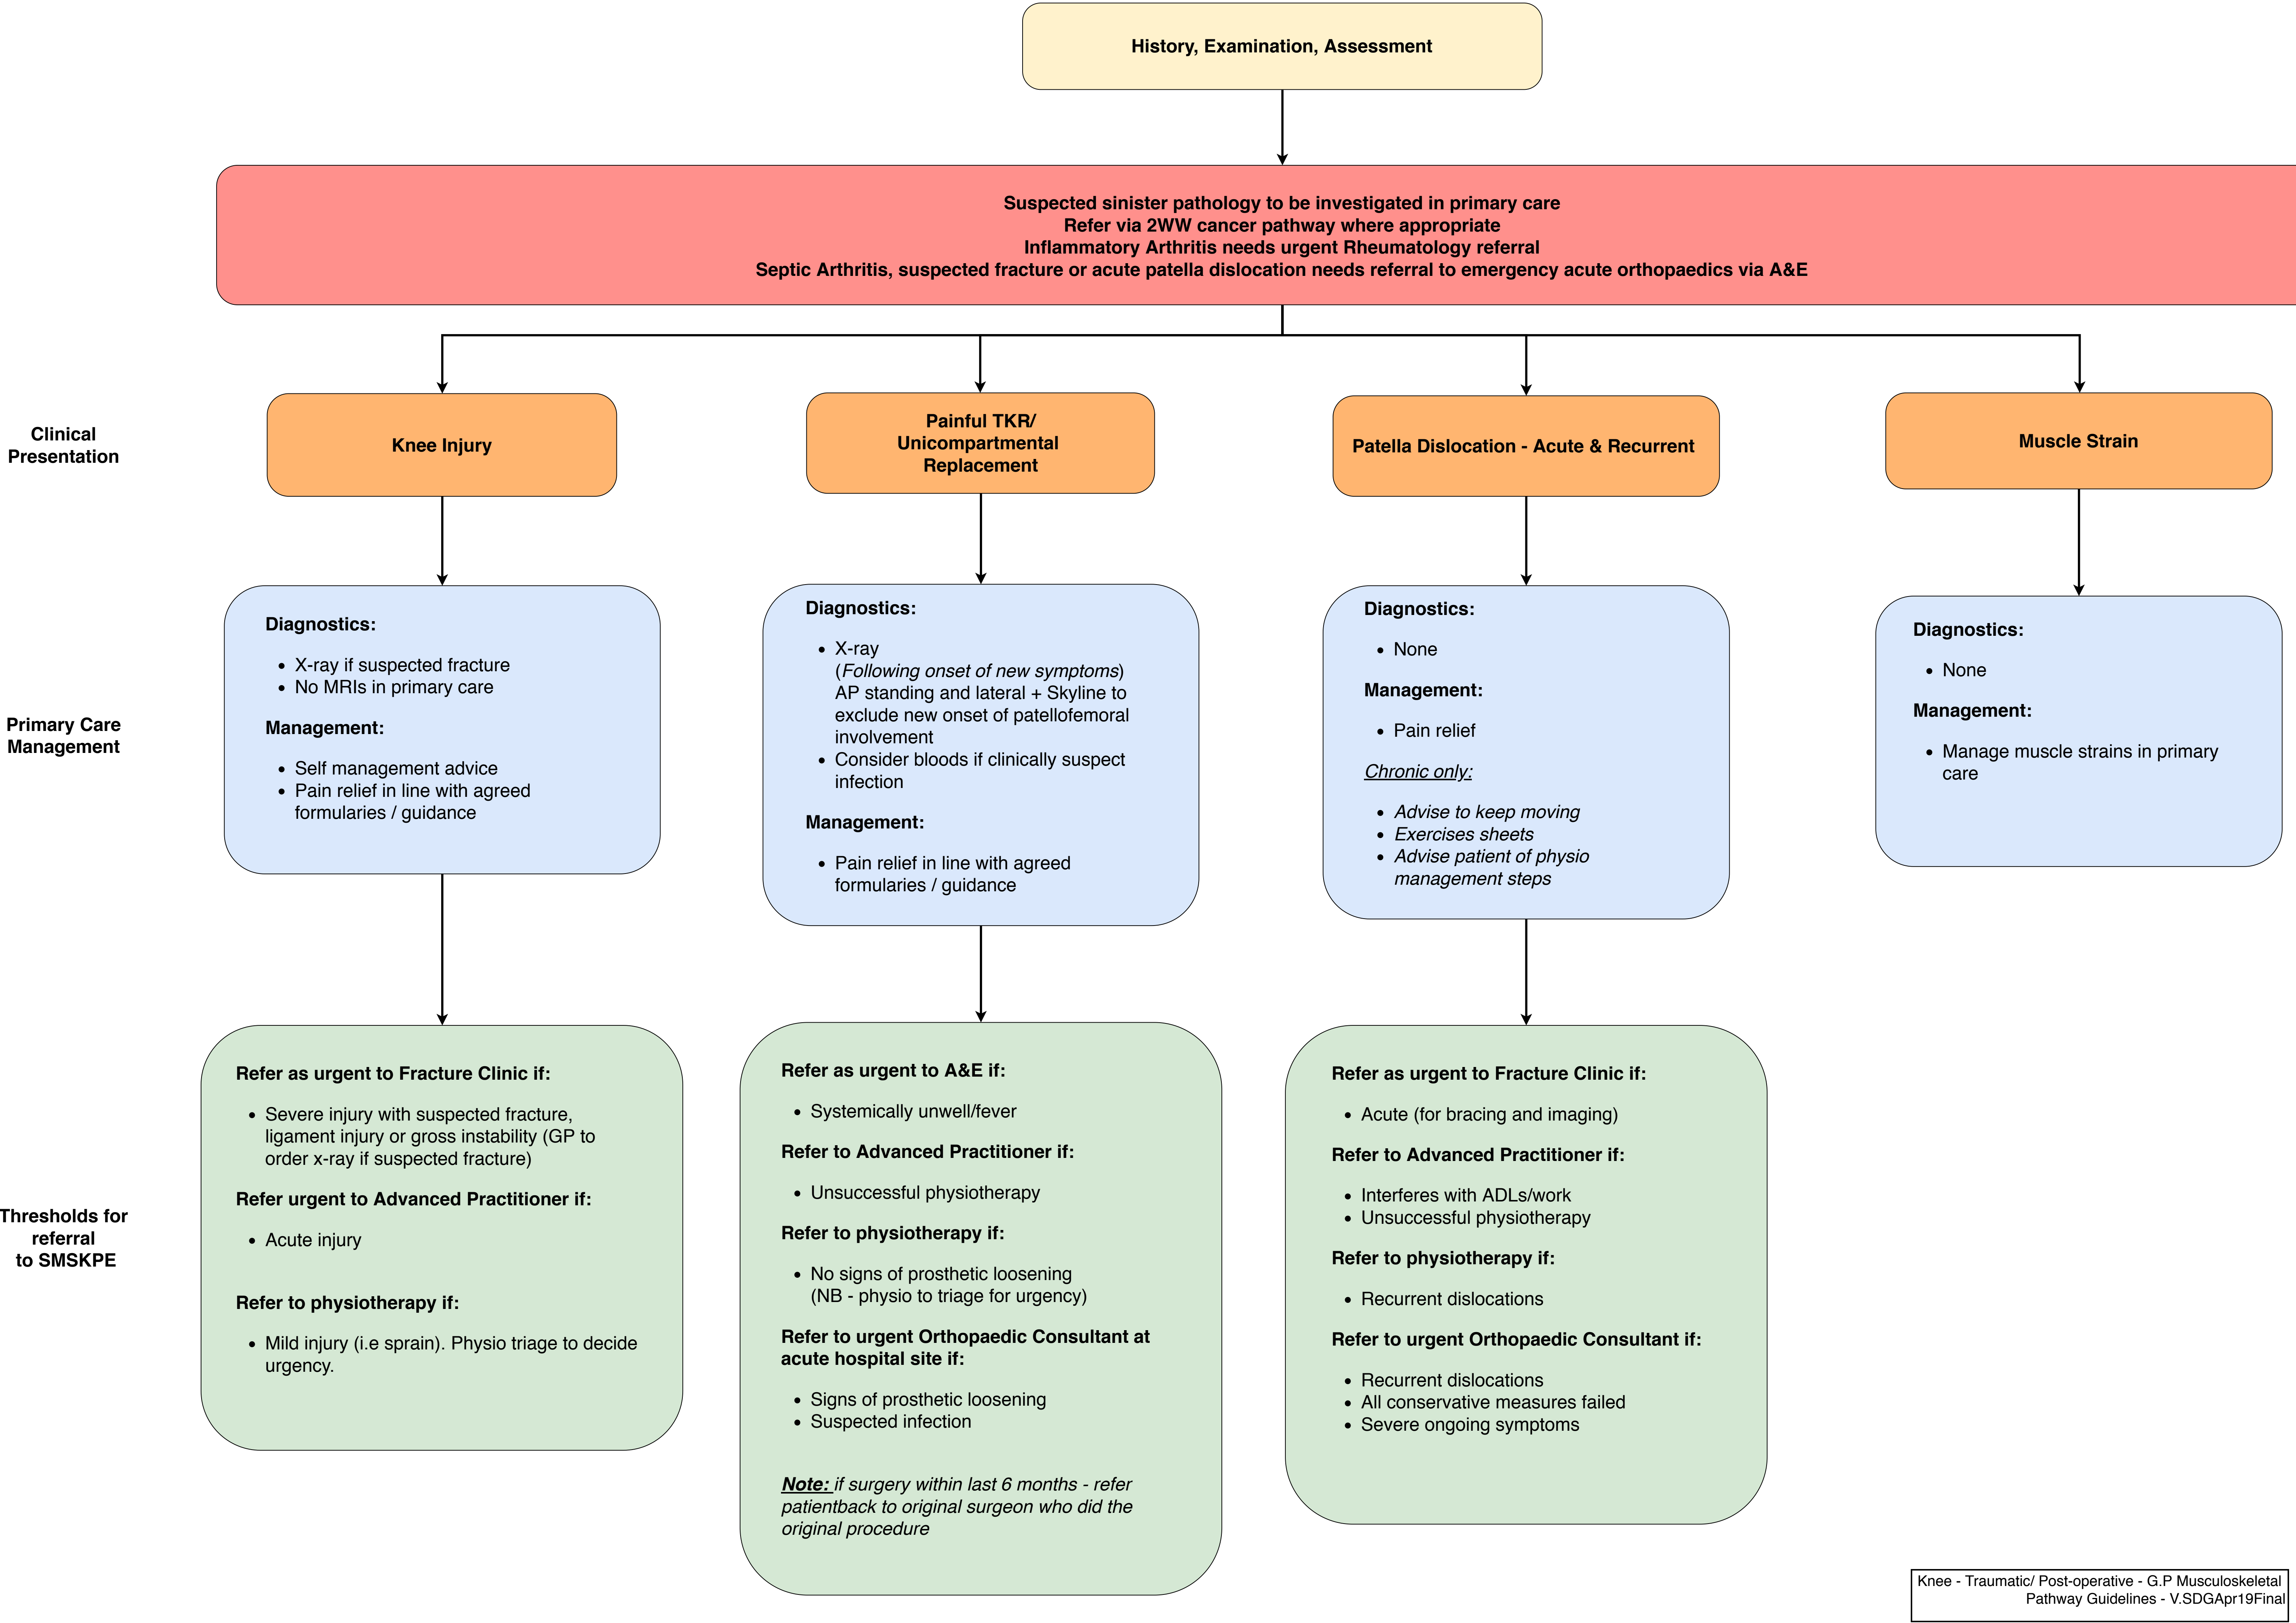 History, Examination, Assessment
Suspected sinister pathology to be investigated in primary care
Refer via 2WW cancer pathway where appropriate
Inflammatory Arthritis needs urgent Rheumatology referral
Septic Arthritis, suspected fracture or acute patella dislocation needs referral to emergency acute orthopaedics via A&E
Clinical
Presentation
Knee Injury
Painful TKR/
Unicompartmental
Replacement
Patella Dislocation - Acute & Recurrent
Muscle Strain
Primary Care
Management
Diagnostics:
• X-ray if suspected fracture
• No MRIs in primary care
Management:
• Self management advice
• Pain relief in line with agreed
formularies / guidance
Diagnostics:
• X-ray
(Following onset of new symptoms)
AP standing and lateral + Skyline to
exclude new onset of patellofemoral
involvement
• Consider bloods if clinically suspect
infection
Management:
• Pain relief in line with agreed
formularies / guidance
Diagnostics:
• None
Management:
• Pain relief
Chronic only:
• Advise to keep moving
• Exercises sheets
• Advise patient of physio
management steps
Diagnostics:
• None
Management:
• Manage muscle strains in primary
care
Thresholds for
referral
to SMSKPE
Refer as urgent to Fracture Clinic if:
• Severe injury with suspected fracture,
ligament injury or gross instability (GP to
order x-ray if suspected fracture)
Refer urgent to Advanced Practitioner if:
• Acute injury
Refer to physiotherapy if:
• Mild injury (i.e sprain). Physio triage to decide
urgency.
Refer as urgent to A&E if:
• Systemically unwell/fever
Refer to Advanced Practitioner if:
• Unsuccessful physiotherapy
Refer to physiotherapy if:
• No signs of prosthetic loosening
(NB - physio to triage for urgency)
Refer to urgent Orthopaedic Consultant at
acute hospital site if:
• Signs of prosthetic loosening
• Suspected infection
Note: if surgery within last 6 months - refer
patientback to original surgeon who did the
original procedure
Refer as urgent to Fracture Clinic if:
• Acute (for bracing and imaging)
Refer to Advanced Practitioner if:
• Interferes with ADLs/work
• Unsuccessful physiotherapy
Refer to physiotherapy if:
• Recurrent dislocations
Refer to urgent Orthopaedic Consultant if:
• Recurrent dislocations
• All conservative measures failed
• Severe ongoing symptoms
Knee - Traumatic/ Post-operative - G.P Musculoskeletal
Pathway Guidelines - V.SDGApr19Final